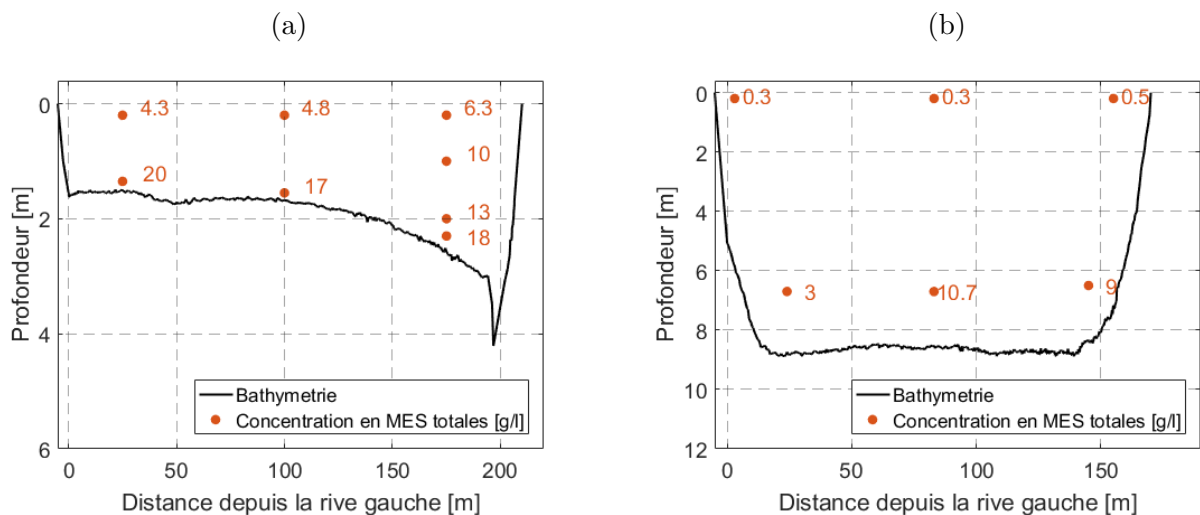 (a)
4.3 4.8 6.3
10
20 17 13
18
0
2
4
6
Profondeur [m]
Bathymetrie
Concentration en MES totales [g/l]
0 50 100 150 200
Distance depuis la rive gauche [m]
(b)
0.3 0.3 0.5
3 10.7 9
0
2
4
6
8
10
12
Profondeur [m]
Bathymetrie
Concentration en MES totales [g/l]
0 50 100 150
Distance depuis la rive gauche [m]